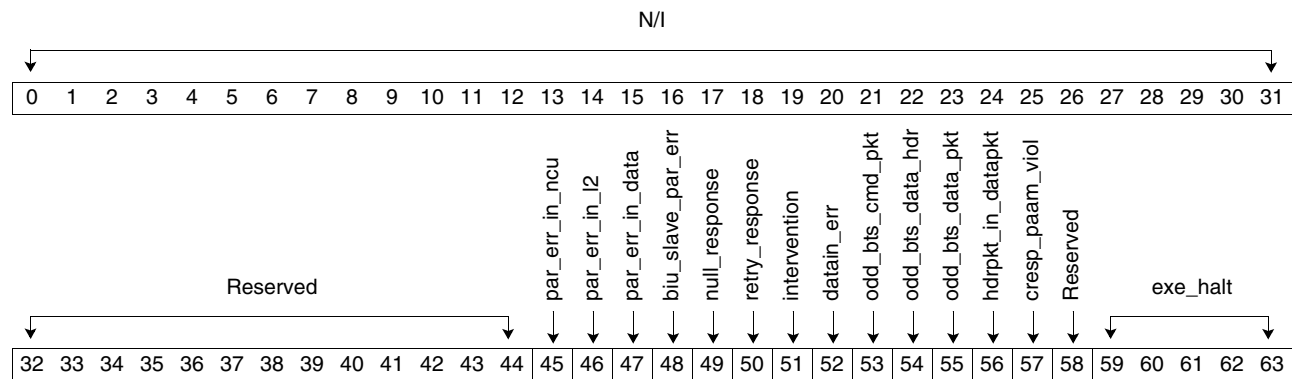 N/I
0 1 2 3 4 5 6 7 8 9 10 11 12 13 14 15 16 17 18 19 20 21 22 23 24 25 26 27 28 29 30 31
Reserved
par_err_in_ncu
par_err_in_l2
par_err_in_data
biu_slave_par_err
null_response
retry_response
intervention
datain_err
odd_bts_cmd_pkt
odd_bts_data_hdr
odd_bts_data_pkt
hdrpkt_in_datapkt
cresp_paam_viol
Reserved
exe_halt
32 33 34 35 36 37 38 39 40 41 42 43 44 45 46 47 48 49 50 51 52 53 54 55 56 57 58 59 60 61 62 63